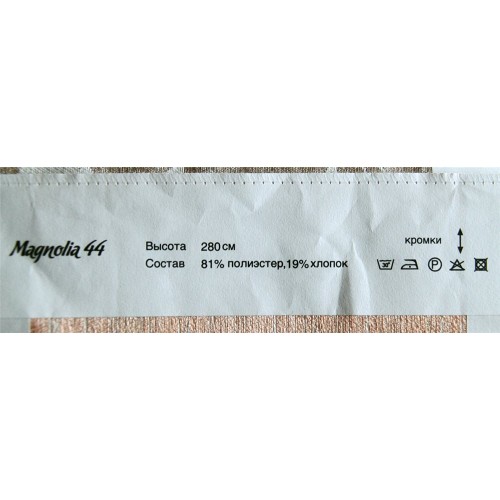 Magnolia 44
Высота 280 см
Состав 81% полиэстер, 19% хлопок
кромки
P